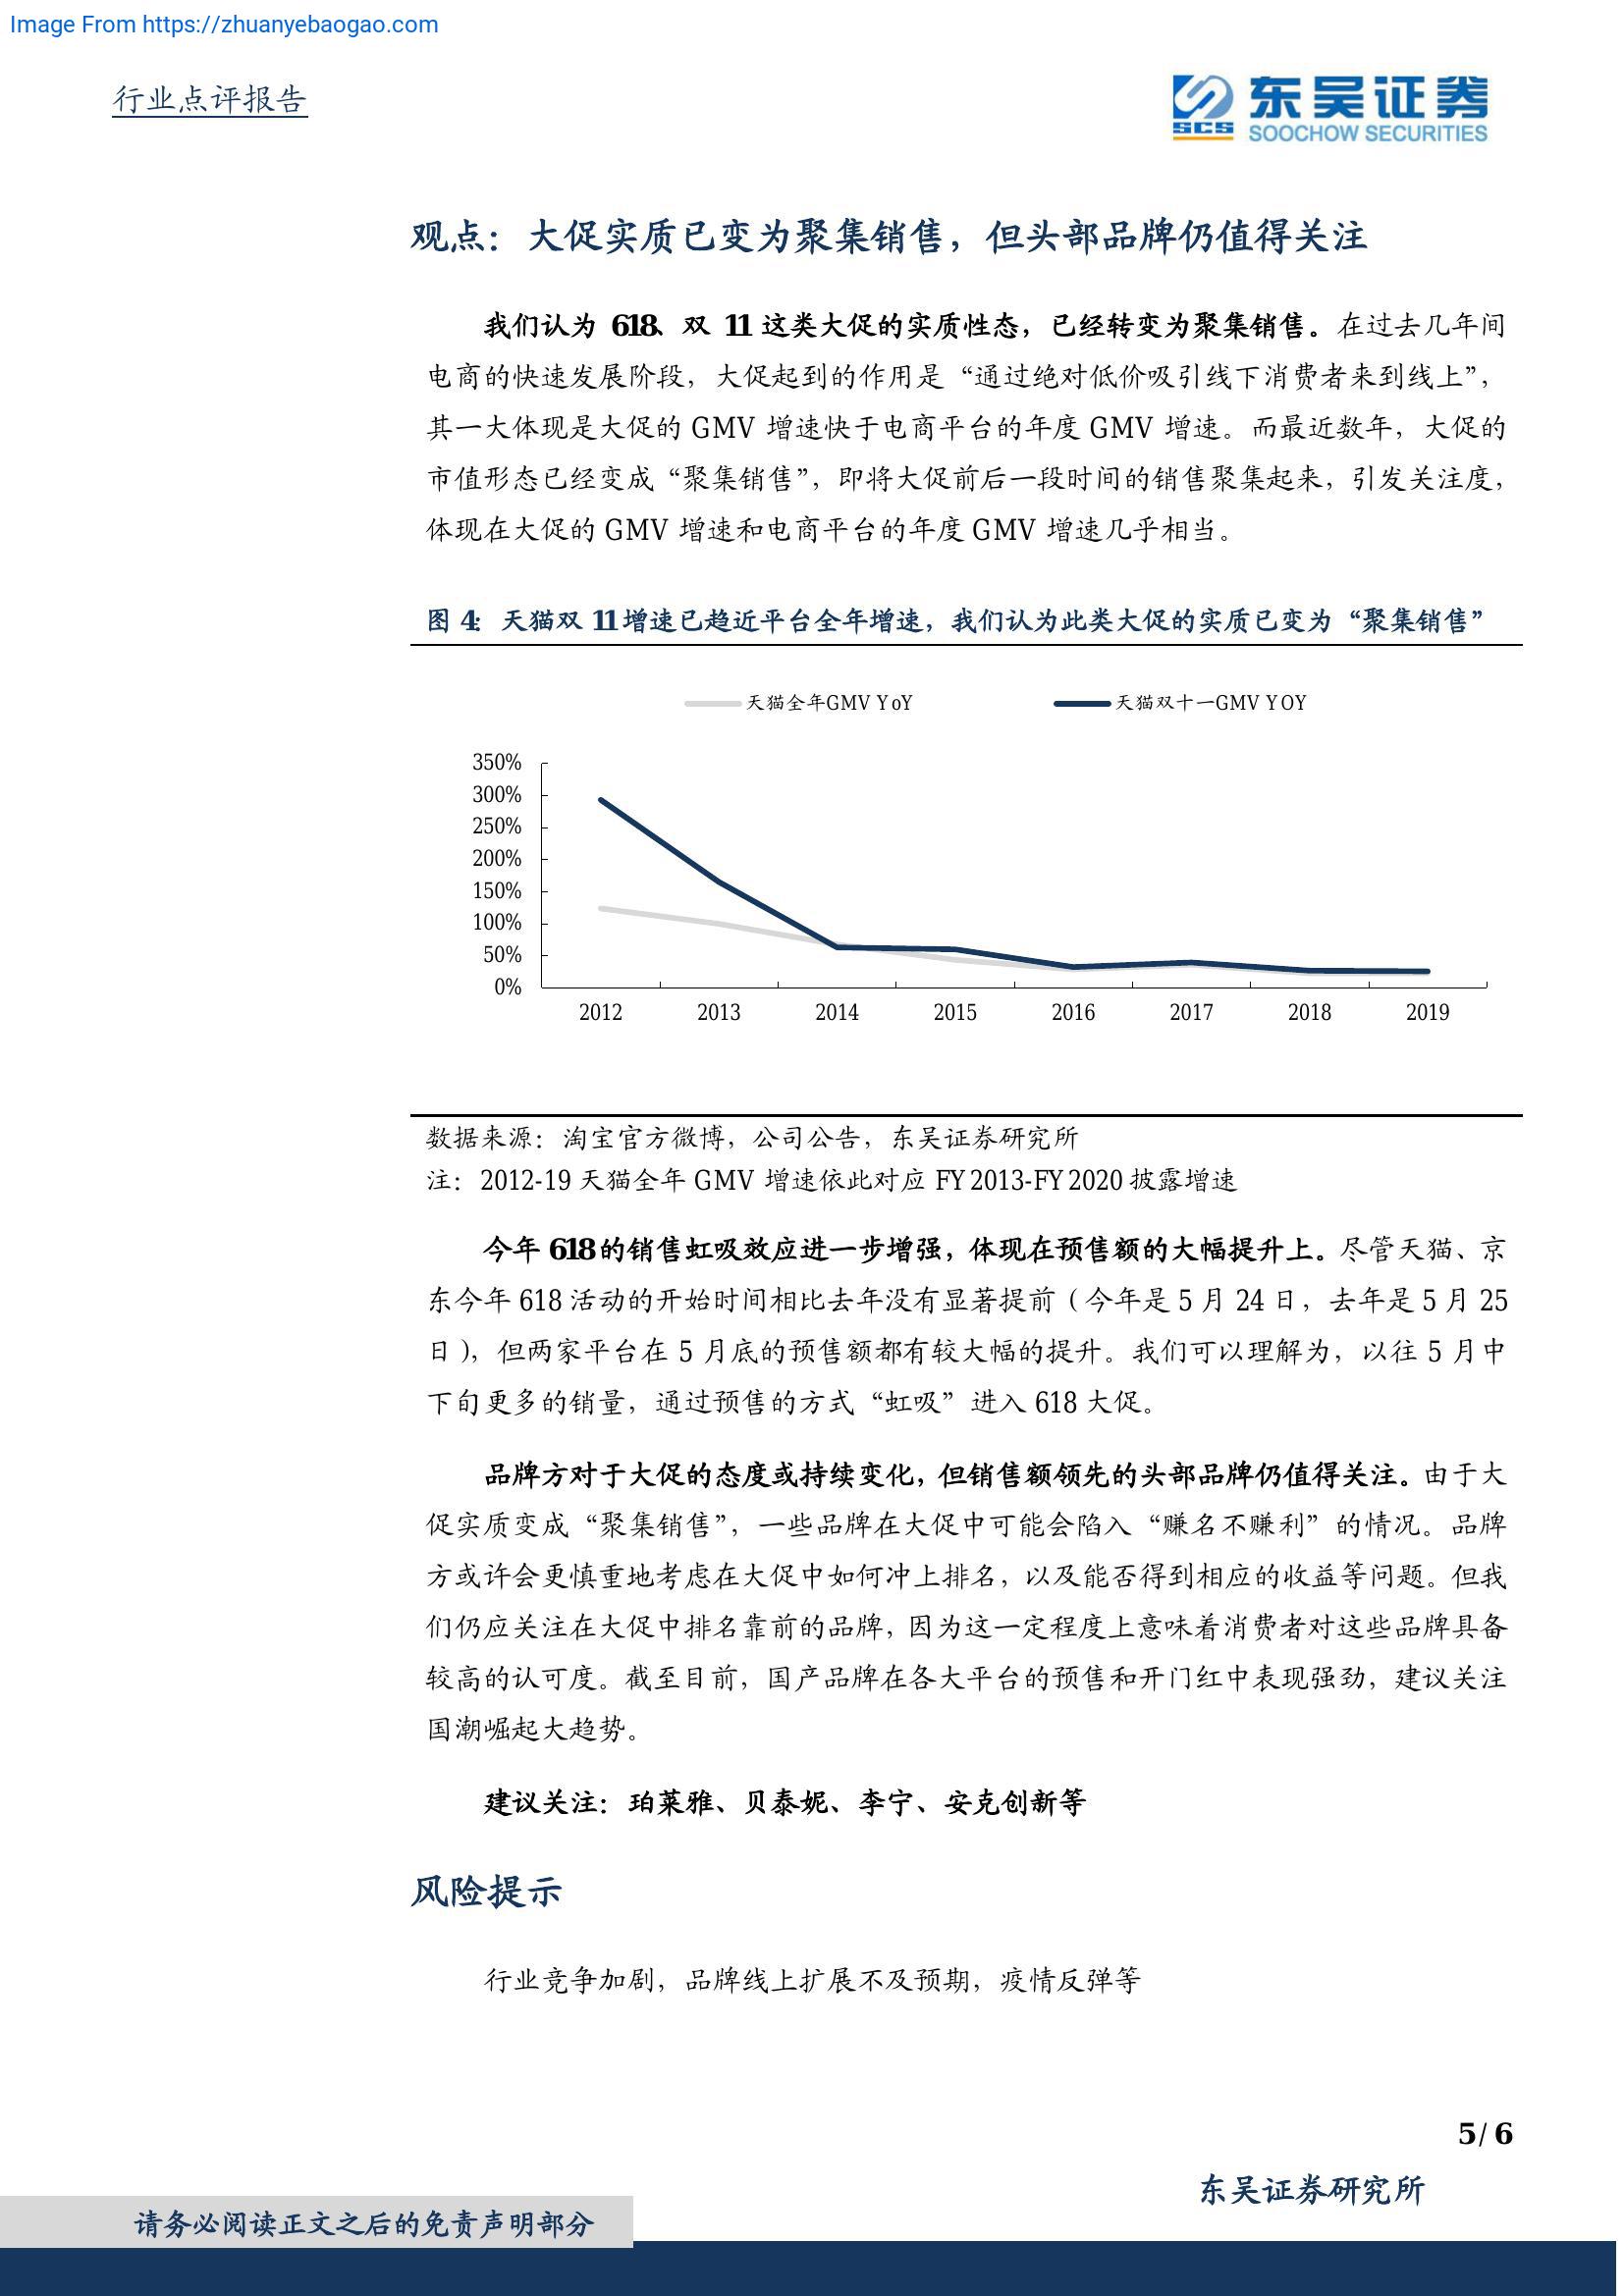 Image From https://zhuanyebaogao.com
行业点评报告
SCS
东吴证券
SOOCHOW SECURITIES
观点：大促实质已变为聚集销售，但头部品牌仍值得关注
我们认为 618、双 11 这类大促的实质性态，已经转变为聚集销售。在过去几年间
电商的快速发展阶段，大促起到的作用是“通过绝对低价吸引线下消费者来到线上”，
其一大体现是大促的 GMV 增速快于电商平台的年度 GMV 增速。而最近数年，大促的
市值形态已经变成“聚集销售”，即将大促前后一段时间的销售聚集起来，引发关注度，
体现在大促的 GMV 增速和电商平台的年度 GMV 增速几乎相当。
图 4：天猫双 11 增速已趋近平台全年增速，我们认为此类大促的实质已变为“聚集销售”
天猫全年GMV YoY 天猫双十一GMV YOY
350%
300%
250%
200%
150%
100%
50%
0%
2012 2013 2014 2015 2016 2017 2018 2019
数据来源：淘宝官方微博，公司公告，东吴证券研究所
注：2012-19 天猫全年 GMV 增速依此对应 FY2013-FY2020 披露增速
今年 618 的销售虹吸效应进一步增强，体现在预售额的大幅提升上。尽管天猫、京
东今年 618 活动的开始时间相比去年没有显著提前（今年是 5 月 24 日，去年是 5 月 25
日），但两家平台在 5 月底的预售额都有较大幅的提升。我们可以理解为，以往 5 月中
下旬更多的销量，通过预售的方式“虹吸”进入 618 大促。
品牌方对于大促的态度或持续变化，但销售额领先的头部品牌仍值得关注。由于大
促实质变成“聚集销售”，一些品牌在大促中可能会陷入“赚名不赚利”的情况。品牌
方或许会更慎重地考虑在大促中如何冲上排名，以及能否得到相应的收益等问题。但我
们仍应关注在大促中排名靠前的品牌，因为这一定程度上意味着消费者对这些品牌具备
较高的认可度。截至目前，国产品牌在各大平台的预售和开门红中表现强劲，建议关注
国潮崛起大趋势。
建议关注：珀莱雅、贝泰妮、李宁、安克创新等
风险提示
行业竞争加剧，品牌线上扩展不及预期，疫情反弹等
5 / 6
东吴证券研究所
请务必阅读正文之后的免责声明部分